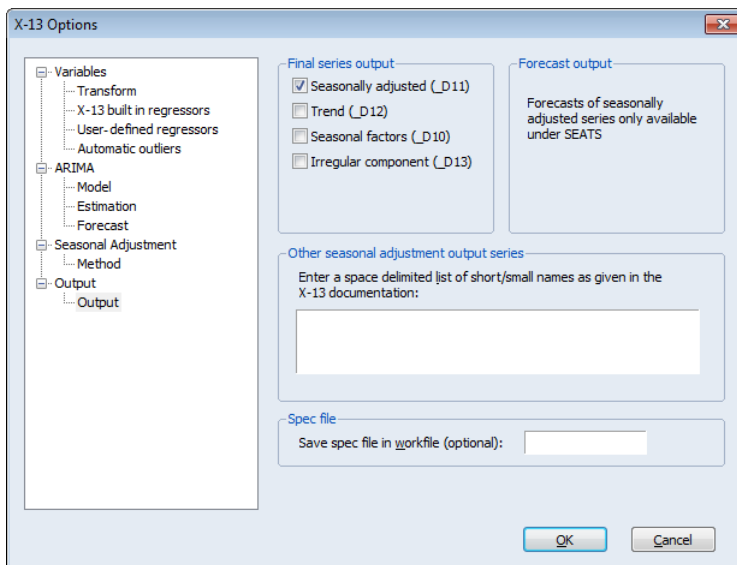 X-13 Options
Variables
Transform
X-13 built in regressors
User-defined regressors
Automatic outliers
ARIMA
Model
Estimation
Forecast
Seasonal Adjustment
Method
Output
Output
Final series output
Seasonally adjusted (_D11)
Trend (_D12)
Seasonal factors (_D10)
Irregular component (_D13)
Forecast output
Forecasts of seasonally
adjusted series only available
under SEATS
Other seasonal adjustment output series
Enter a space delimited list of short/small names as given in the
X-13 documentation:
Spec file
Save spec file in workfile (optional):
OK
Cancel